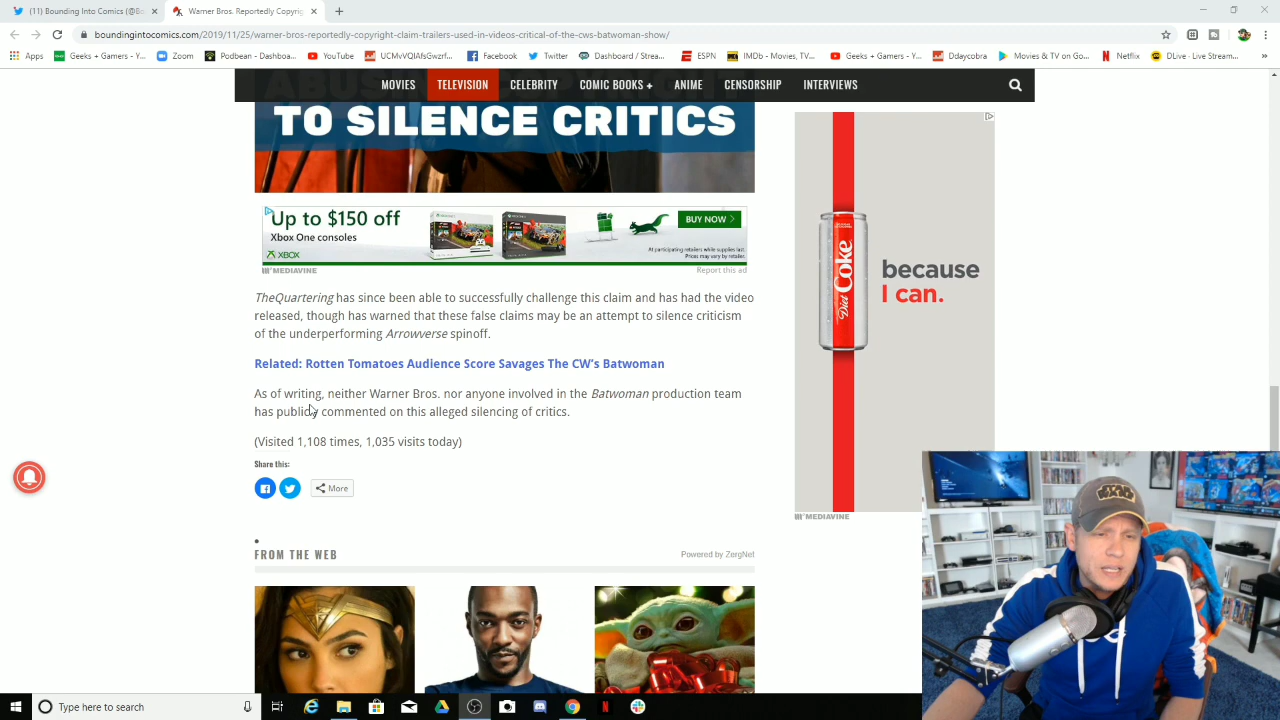 (11) Bounding Into Comics (@Bo
Warner Bros. Reportedly Copyrig
boundingintocomics.com/2019/11/25/warner-bros-reportedly-copyright-claim-trailers-used-in-videos-critical-of-the-cws-batwoman-show/
Apps Geeks + Gamers - Y... Zoom Podbean - Dashboa... YouTube UCMvVQIAfsGwzrf... Facebook Twitter Dashboard / Strea... ESPN IMDb - Movies, TV... Geeks + Gamers - Y... Ddaycobra Movies & TV on Go... Netflix DLive · Live Strea... »
MOVIES TELEVISION CELEBRITY COMIC BOOKS + ANIME CENSORSHIP INTERVIEWS
TO SILENCE CRITICS
Up to $150 off
Xbox One consoles
XBOX
BUY NOW >
At participating retailers while supplies last.
Prices may vary by retailer.
MEDIAVINE
Report this ad
TheQuartering has since been able to successfully challenge this claim and has had the video
released, though has warned that these false claims may be an attempt to silence criticism
of the underperforming Arrowverse spinoff.
Related: Rotten Tomatoes Audience Score Savages The CW's Batwoman
As of writing, neither Warner Bros. nor anyone involved in the Batwoman production team
has publicly commented on this alleged silencing of critics.
(Visited 1,108 times, 1,035 visits today)
Share this:
More
FROM THE WEB
Powered by ZergNet
Diet Coke
because
I can.
MEDIAVINE
Type here to search